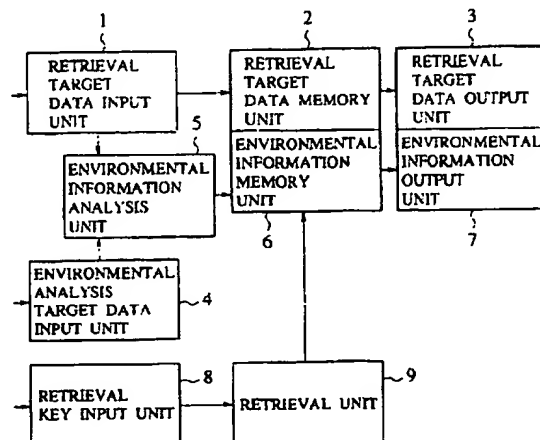 1
2
3
RETRIEVAL
TARGET
DATA INPUT
UNIT
RETRIEVAL
TARGET
DATA MEMORY
UNIT
RETRIEVAL
TARGET
DATA OUTPUT
UNIT
5
ENVIRONMENTAL
INFORMATION
ANALYSIS
UNIT
ENVIRONMENTAL
INFORMATION
MEMORY
UNIT
ENVIRONMENTAL
INFORMATION
OUTPUT
UNIT
6
7
ENVIRONMENTAL
ANALYSIS
TARGET DATA
INPUT UNIT
4
RETRIEVAL
KEY INPUT UNIT
8
RETRIEVAL UNIT
9